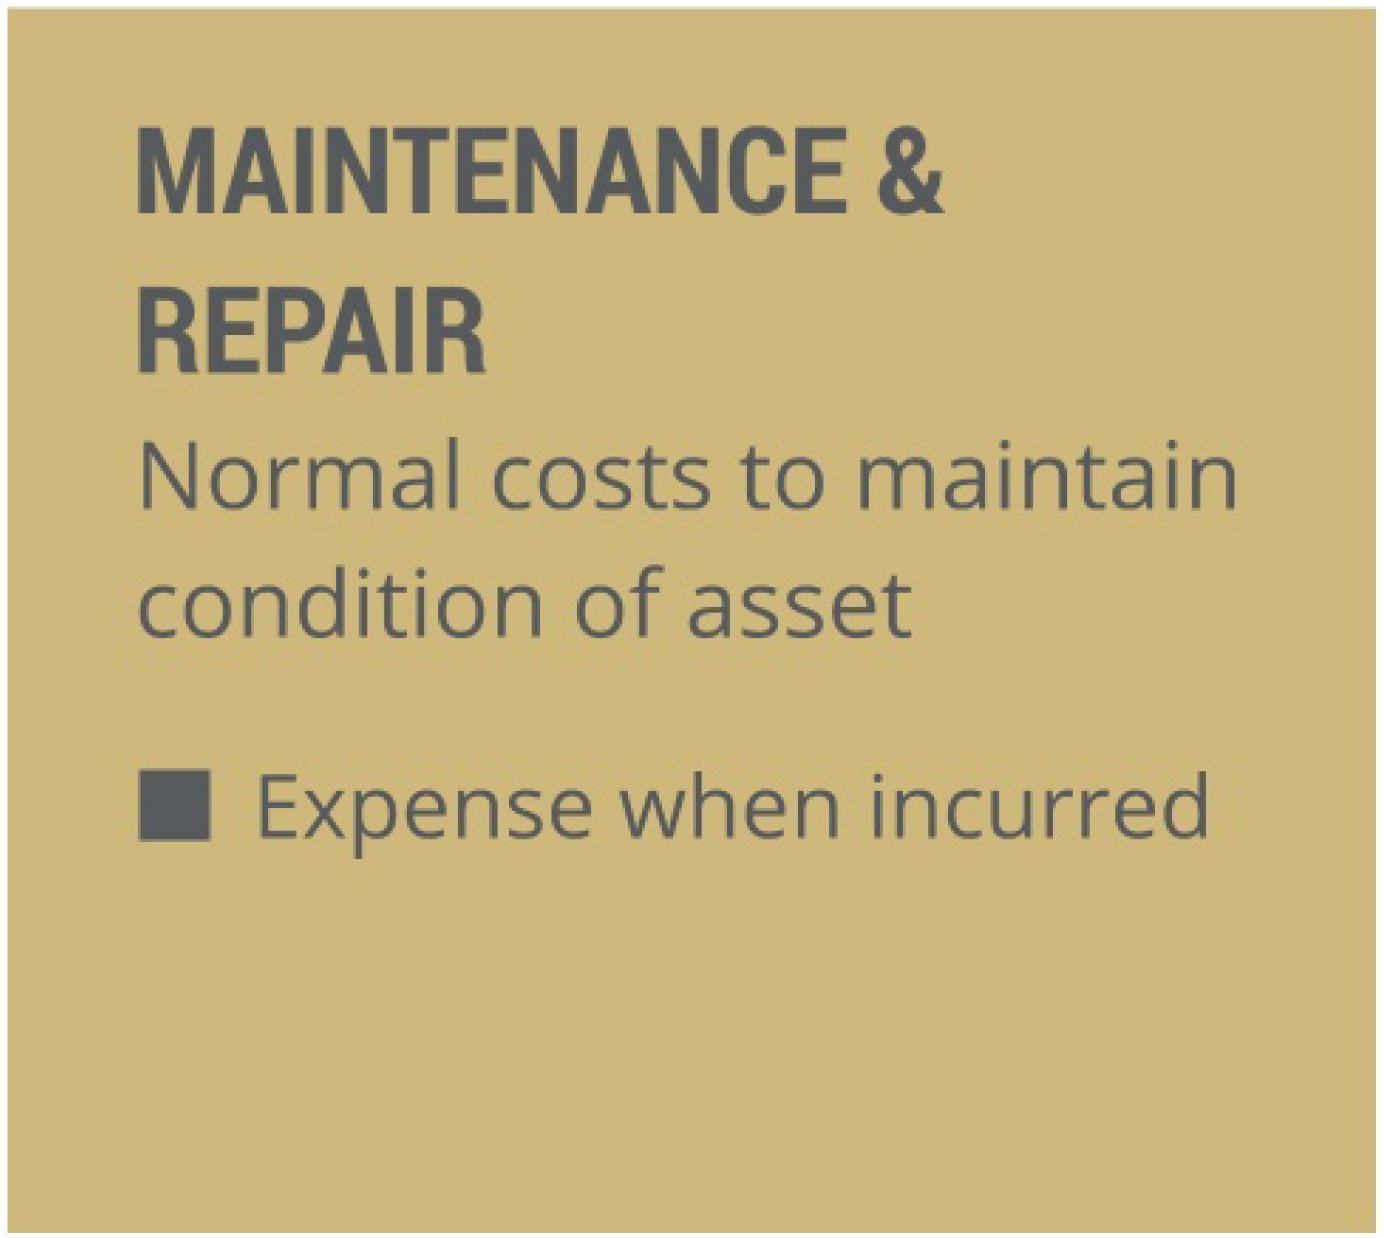 MAINTENANCE &
REPAIR
Normal costs to maintain
condition of asset
■ Expense when incurred